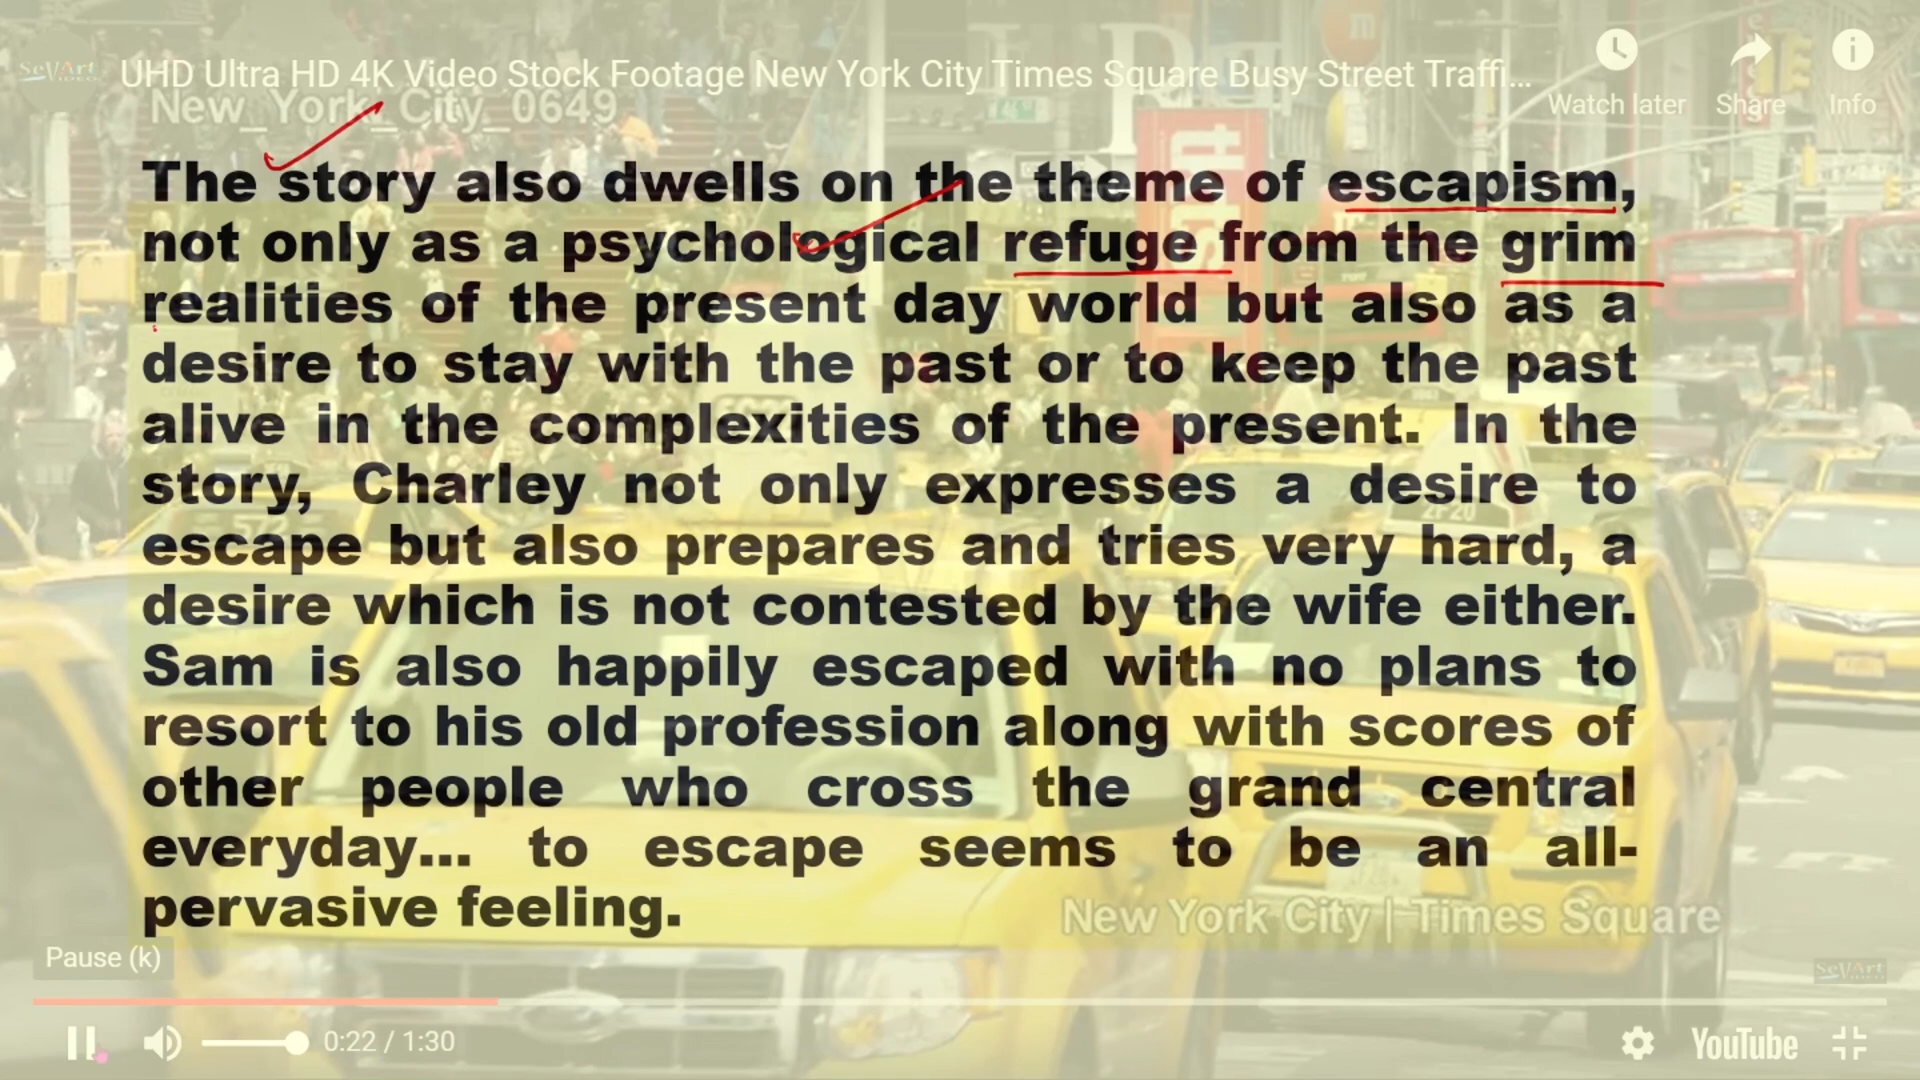 SeVArt
UHD Ultra HD 4K Video Stock Footage New York City Times Square Busy Street Traffi...
Watch later
Share
Info
New_York_City_0649
The story also dwells on the theme of escapism,
not only as a psychological refuge from the grim
realities of the present day world but also as a
desire to stay with the past or to keep the past
alive in the complexities of the present. In the
story, Charley not only expresses a desire to
escape but also prepares and tries very hard, a
desire which is not contested by the wife either.
Sam is also happily escaped with no plans to
resort to his old profession along with scores of
other people who cross the grand central
everyday... to escape seems to be an all-
pervasive feeling.
New York City | Times Square
Pause (k)
SeVArt
0:22 / 1:30
YouTube